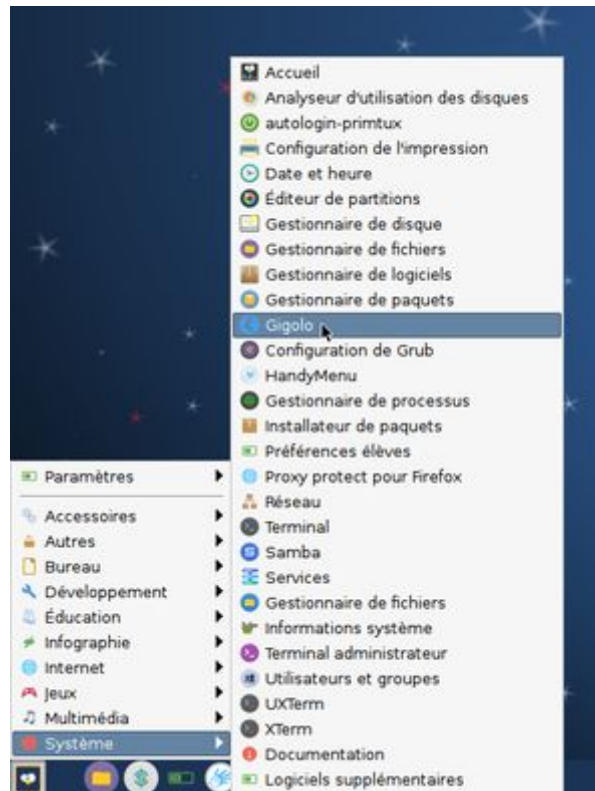 Accueil
Analyseur d'utilisation des disques
autologin-primtux
Configuration de l'impression
Date et heure
Éditeur de partitions
Gestionnaire de disque
Gestionnaire de fichiers
Gestionnaire de logiciels
Gestionnaire de paquets
Gigolo
Configuration de Grub
HandyMenu
Gestionnaire de processus
Installateur de paquets
Préférences élèves
Proxy protect pour Firefox
Réseau
Terminal
Samba
Services
Gestionnaire de fichiers
Informations système
Terminal administrateur
Utilisateurs et groupes
UXTerm
XTerm
Documentation
Logiciels supplémentaires
Paramètres
Accessoires
Autres
Bureau
Développement
Éducation
Infographie
Internet
Jeux
Multimédia
Système